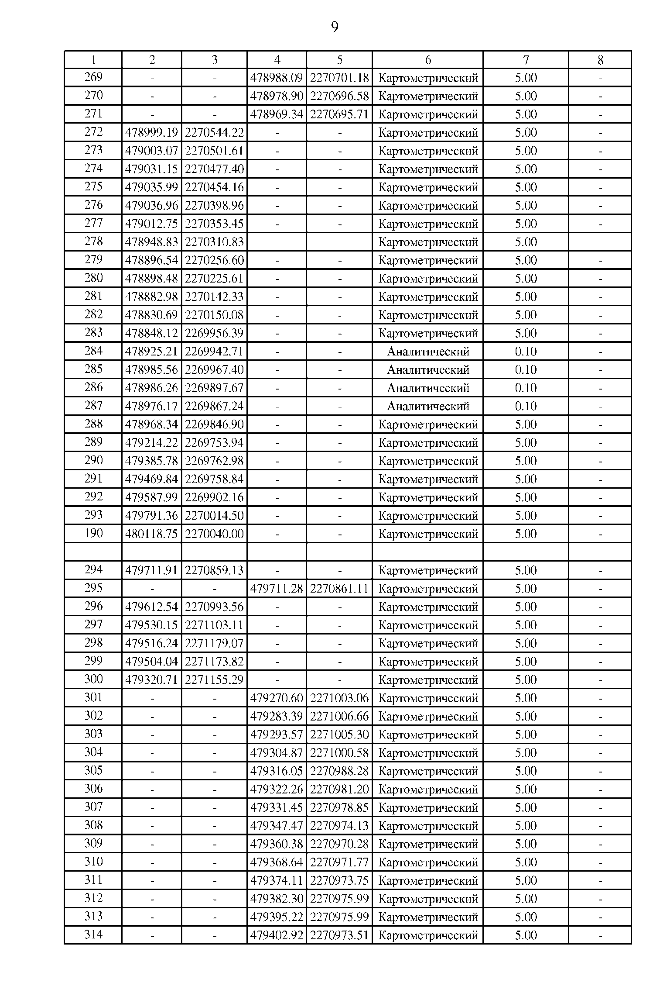 9
1 2 3 4 5 6 7 8
269 - - 478988.09 2270701.18 Картометрический 5.00 -
270 - - 478978.90 2270696.58 Картометрический 5.00 -
271 - - 478969.34 2270695.71 Картометрический 5.00 -
272 478999.19 2270544.22 - - Картометрический 5.00 -
273 479003.07 2270501.61 - - Картометрический 5.00 -
274 479031.15 2270477.40 - - Картометрический 5.00 -
275 479035.99 2270454.16 - - Картометрический 5.00 -
276 479036.96 2270398.96 - - Картометрический 5.00 -
277 479012.75 2270353.45 - - Картометрический 5.00 -
278 478948.83 2270310.83 - - Картометрический 5.00 -
279 478896.54 2270256.60 - - Картометрический 5.00 -
280 478898.48 2270225.61 - - Картометрический 5.00 -
281 478882.98 2270142.33 - - Картометрический 5.00 -
282 478830.69 2270150.08 - - Картометрический 5.00 -
283 478848.12 2269956.39 - - Картометрический 5.00 -
284 478925.21 2269942.71 - - Аналитический 0.10 -
285 478985.56 2269967.40 - - Аналитический 0.10 -
286 478986.26 2269897.67 - - Аналитический 0.10 -
287 478976.17 2269867.24 - - Аналитический 0.10 -
288 478968.34 2269846.90 - - Картометрический 5.00 -
289 479214.22 2269753.94 - - Картометрический 5.00 -
290 479385.78 2269762.98 - - Картометрический 5.00 -
291 479469.84 2269758.84 - - Картометрический 5.00 -
292 479587.99 2269902.16 - - Картометрический 5.00 -
293 479791.36 2270014.50 - - Картометрический 5.00 -
190 480118.75 2270040.00 - - Картометрический 5.00 -
294 479711.91 2270859.13 - - Картометрический 5.00 -
295 - - 479711.28 2270861.11 Картометрический 5.00 -
296 479612.54 2270993.56 - - Картометрический 5.00 -
297 479530.15 2271103.11 - - Картометрический 5.00 -
298 479516.24 2271179.07 - - Картометрический 5.00 -
299 479504.04 2271173.82 - - Картометрический 5.00 -
300 479320.71 2271155.29 - - Картометрический 5.00 -
301 - - 479270.60 2271003.06 Картометрический 5.00 -
302 - - 479283.39 2271006.66 Картометрический 5.00 -
303 - - 479293.57 2271005.30 Картометрический 5.00 -
304 - - 479304.87 2271000.58 Картометрический 5.00 -
305 - - 479316.05 2270988.28 Картометрический 5.00 -
306 - - 479322.26 2270981.20 Картометрический 5.00 -
307 - - 479331.45 2270978.85 Картометрический 5.00 -
308 - - 479347.47 2270974.13 Картометрический 5.00 -
309 - - 479360.38 2270970.28 Картометрический 5.00 -
310 - - 479368.64 2270971.77 Картометрический 5.00 -
311 - - 479374.11 2270973.75 Картометрический 5.00 -
312 - - 479382.30 2270975.99 Картометрический 5.00 -
313 - - 479395.22 2270975.99 Картометрический 5.00 -
314 - - 479402.92 2270973.51 Картометрический 5.00 -